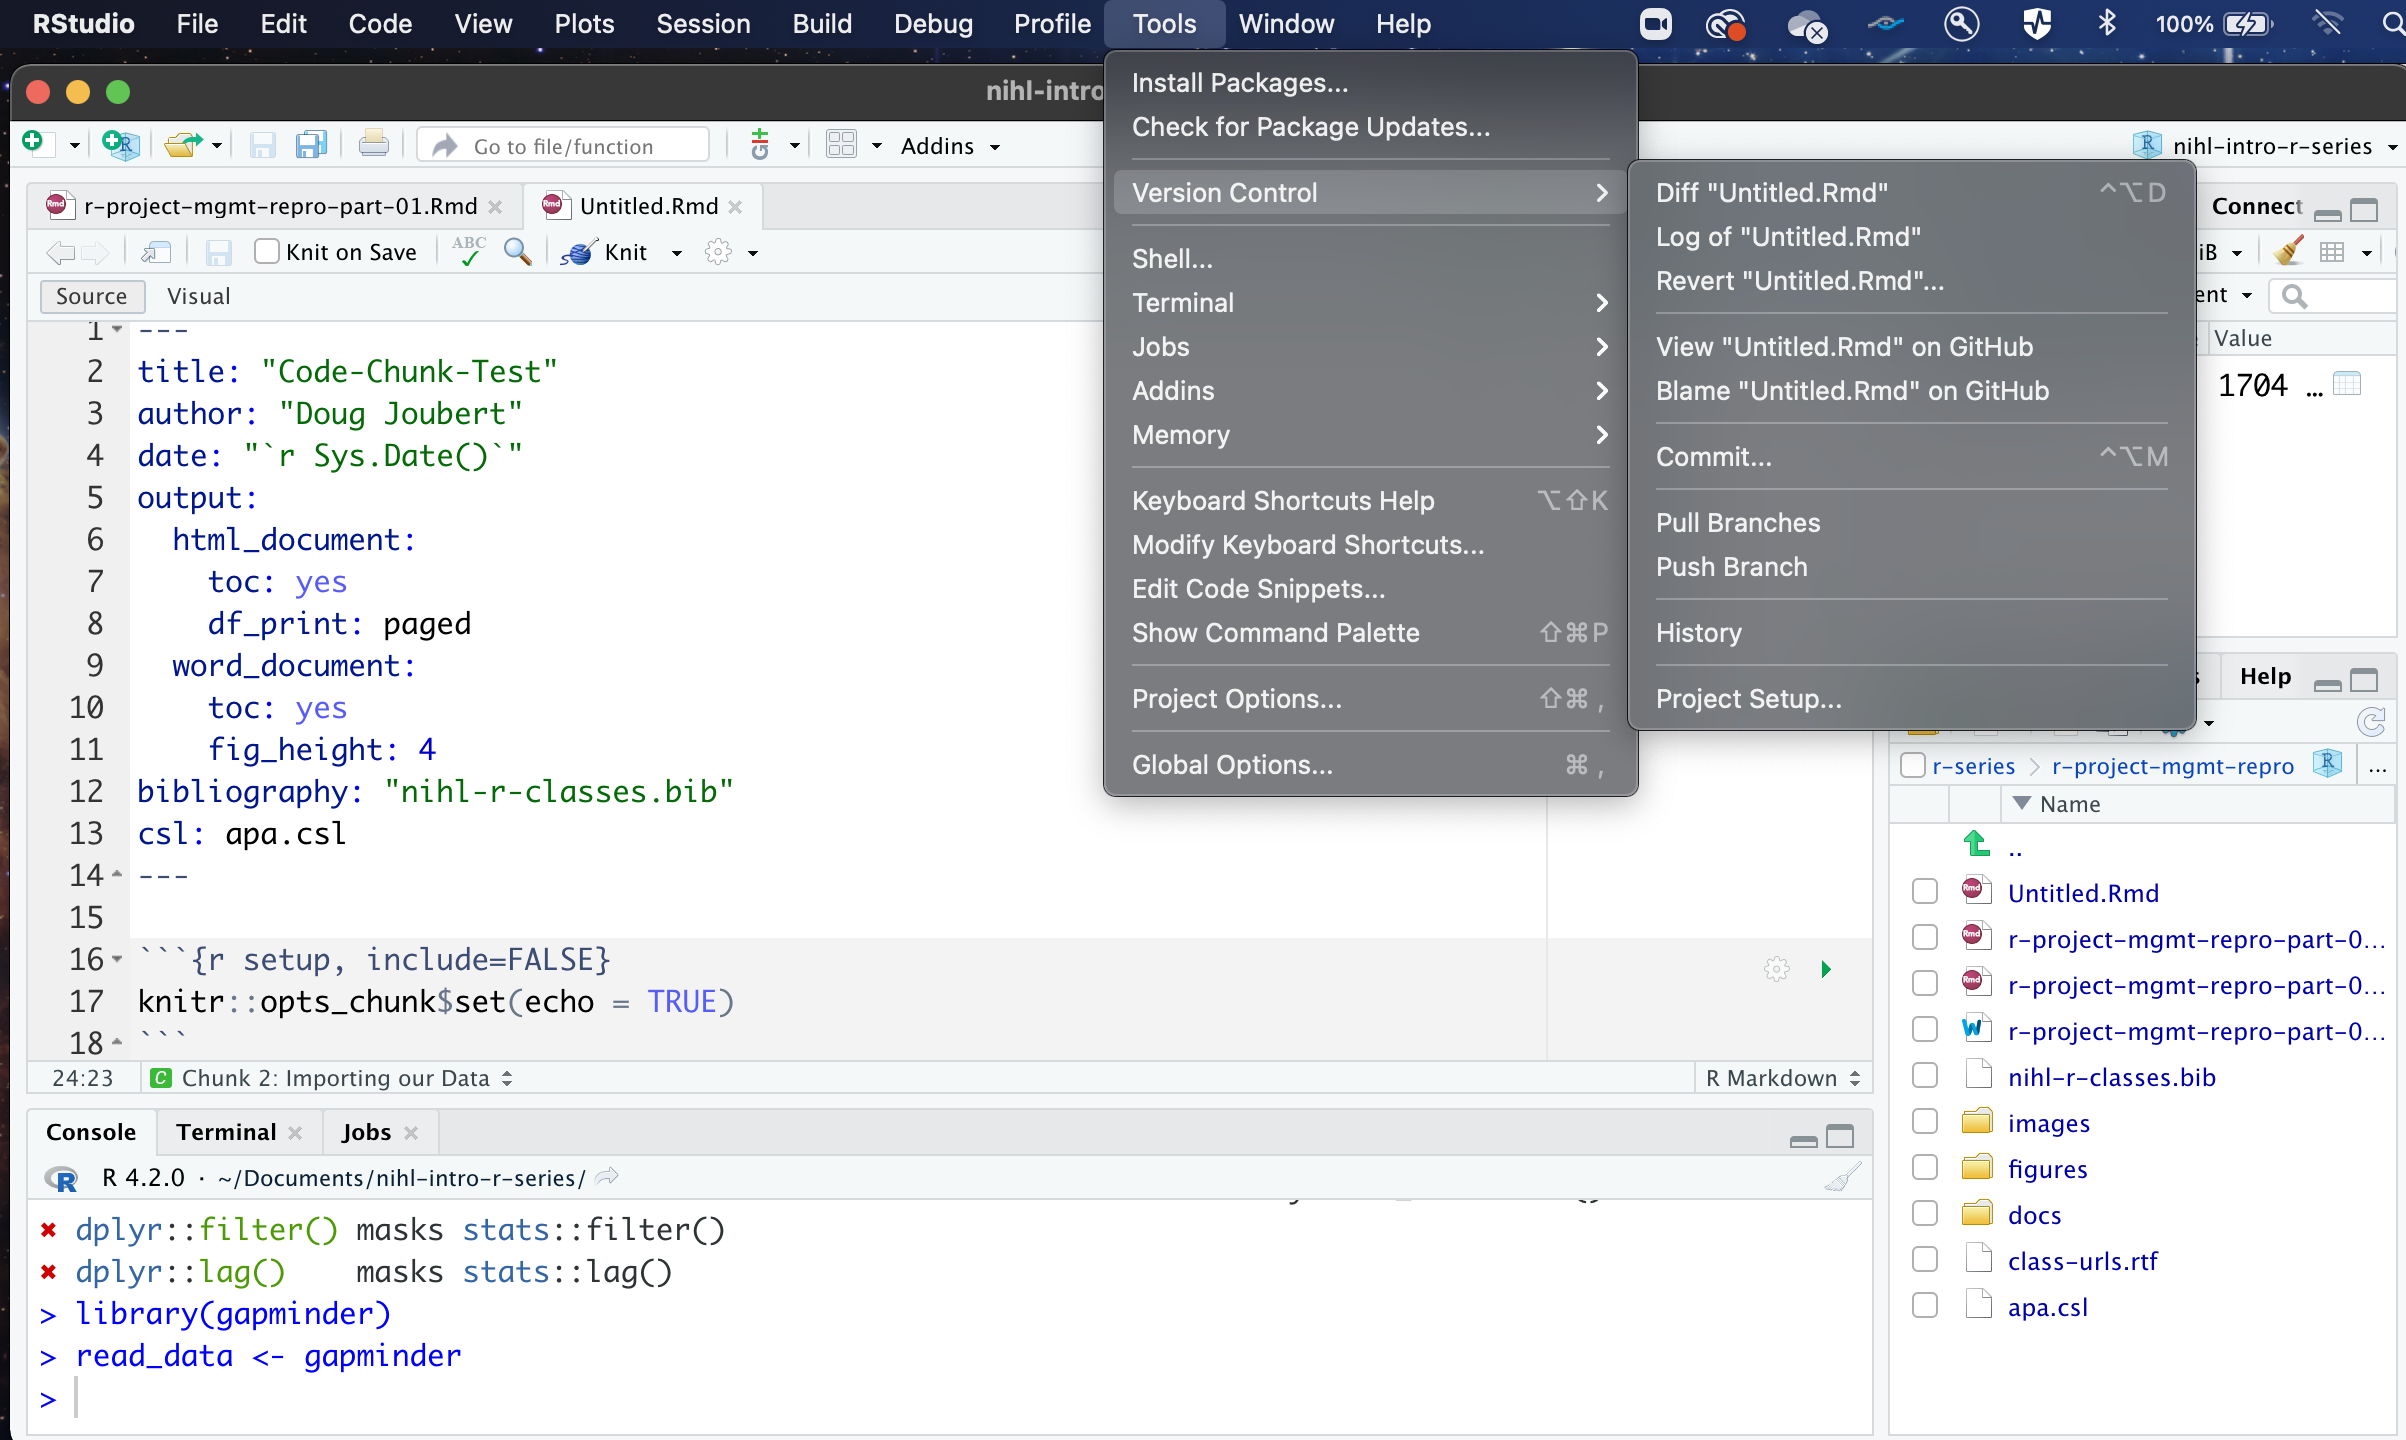 RStudio File Edit Code View Plots Session Build Debug Profile Tools Window Help 100%
nihl-intro
Go to file/function Addins nihl-intro-r-series
r-project-mgmt-repro-part-01.Rmd Untitled.Rmd
Knit on Save ABC Knit
Source Visual
1 ---
2 title: "Code-Chunk-Test"
3 author: "Doug Joubert"
4 date: "`r Sys.Date()`"
5 output:
6 html_document:
7 toc: yes
8 df_print: paged
9 word_document:
10 toc: yes
11 fig_height: 4
12 bibliography: "nihl-r-classes.bib"
13 csl: apa.csl
14 ---
15
16 ```{r setup, include=FALSE}
17 knitr::opts_chunk$set(echo = TRUE)
18 ```
24:23 Chunk 2: Importing our Data R Markdown
Install Packages...
Check for Package Updates...
Version Control
Shell...
Terminal
Jobs
Addins
Memory
Keyboard Shortcuts Help ⌥⇧K
Modify Keyboard Shortcuts...
Edit Code Snippets...
Show Command Palette ⇧⌘P
Project Options... ⇧⌘,
Global Options... ⌘,
Diff "Untitled.Rmd" ^⌥D
Log of "Untitled.Rmd"
Revert "Untitled.Rmd"...
View "Untitled.Rmd" on GitHub
Blame "Untitled.Rmd" on GitHub
Commit... ^⌥M
Pull Branches
Push Branch
History
Project Setup...
Connect
iB
ent
Value
1704 ...
Help
r-series > r-project-mgmt-repro ...
Name
..
Untitled.Rmd
r-project-mgmt-repro-part-0...
r-project-mgmt-repro-part-0...
r-project-mgmt-repro-part-0...
nihl-r-classes.bib
images
figures
docs
class-urls.rtf
apa.csl
Console Terminal Jobs
R 4.2.0 · ~/Documents/nihl-intro-r-series/
✖ dplyr::filter() masks stats::filter()
✖ dplyr::lag() masks stats::lag()
> library(gapminder)
> read_data <- gapminder
>